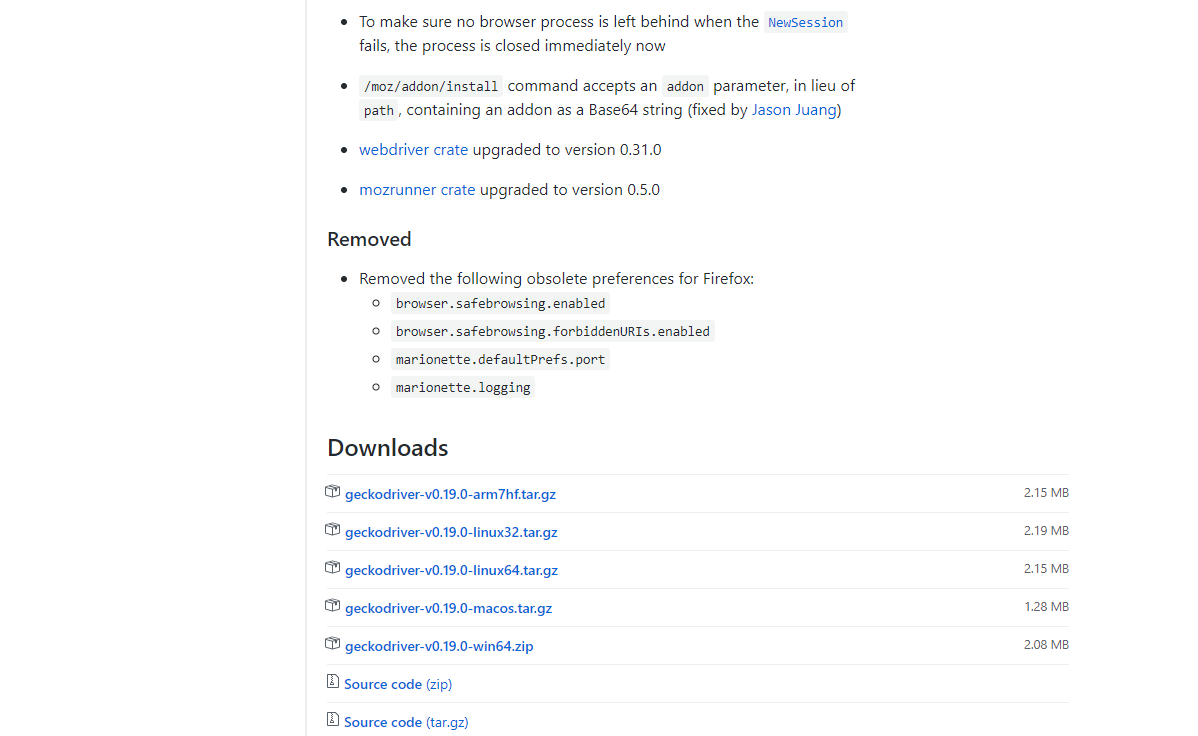 To make sure no browser process is left behind when the NewSession
fails, the process is closed immediately now
/moz/addon/install command accepts an addon parameter, in lieu of
path, containing an addon as a Base64 string (fixed by Jason Juang)
webdriver crate upgraded to version 0.31.0
mozrunner crate upgraded to version 0.5.0
Removed
Removed the following obsolete preferences for Firefox:
browser.safebrowsing.enabled
browser.safebrowsing.forbiddenURIs.enabled
marionette.defaultPrefs.port
marionette.logging
Downloads
geckodriver-v0.19.0-arm7hf.tar.gz 2.15 MB
geckodriver-v0.19.0-linux32.tar.gz 2.19 MB
geckodriver-v0.19.0-linux64.tar.gz 2.15 MB
geckodriver-v0.19.0-macos.tar.gz 1.28 MB
geckodriver-v0.19.0-win64.zip 2.08 MB
Source code (zip)
Source code (tar.gz)